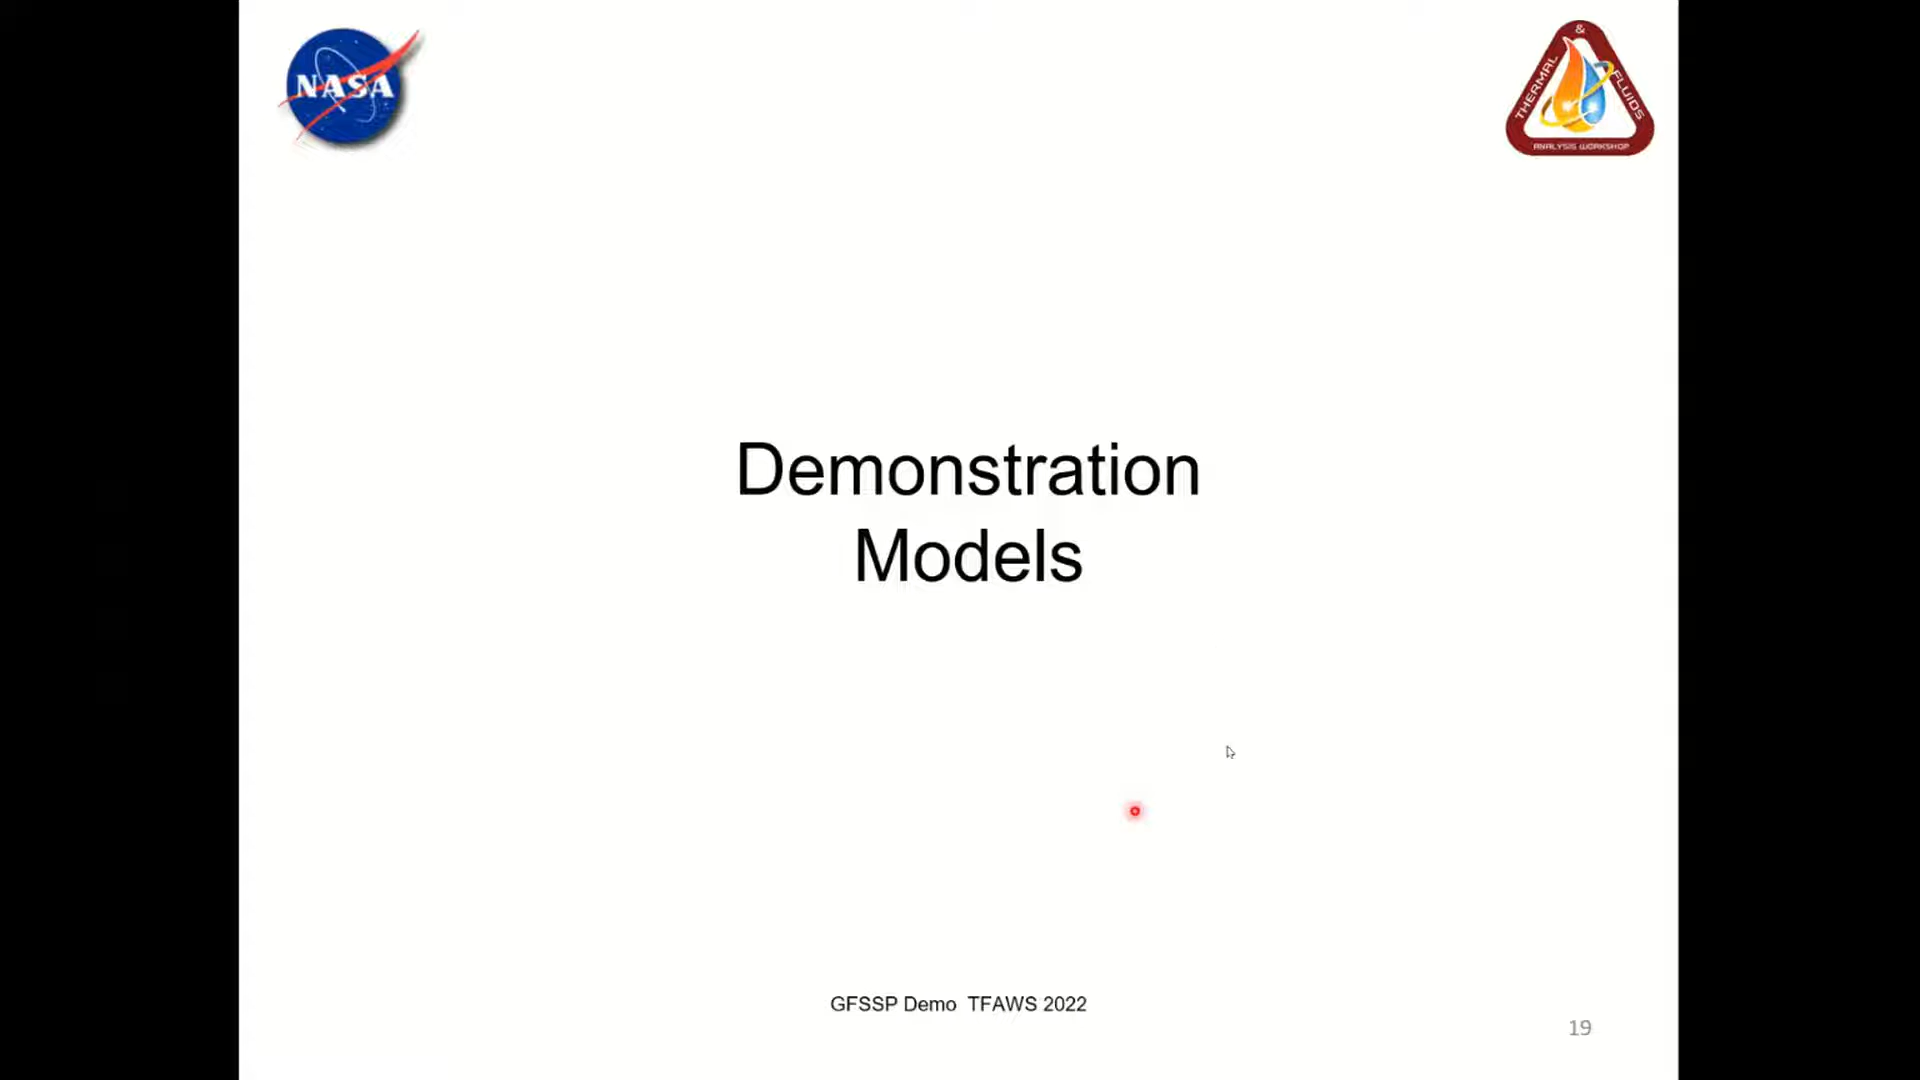 NASA
&
THERMAL
FLUIDS
ANALYSIS WORKSHOP
Demonstration
Models
GFSSP Demo  TFAWS 2022
19